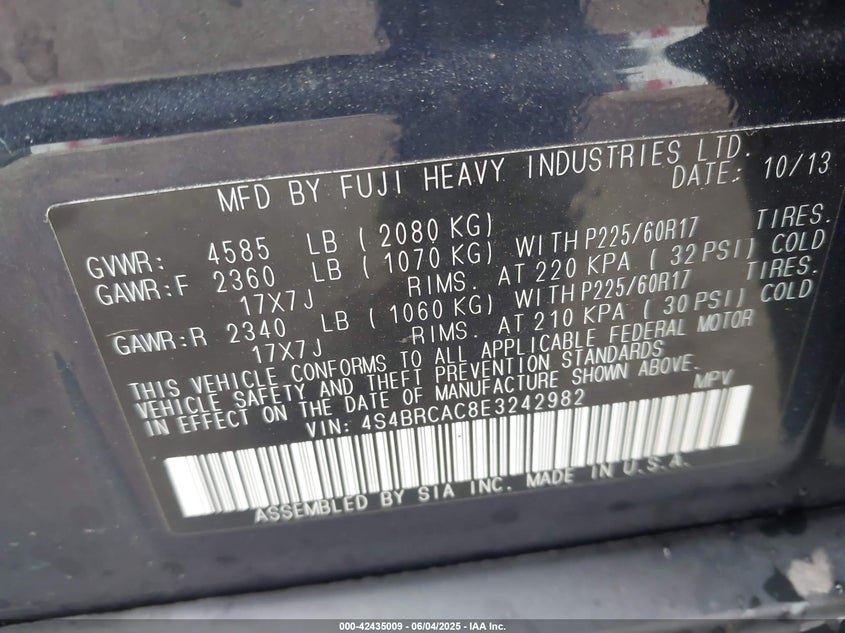 MFD BY FUJI HEAVY INDUSTRIES LTD.
DATE: 10/13
GVWR: 4585 LB (2080 KG)
GAWR:F 2360 LB (1070 KG) WITH P225/60R17 TIRES.
17X7J RIMS. AT 220 KPA (32 PSI) COLD
GAWR:R 2340 LB (1060 KG) WITH P225/60R17 TIRES.
17X7J RIMS. AT 210 KPA (30 PSI) COLD
THIS VEHICLE CONFORMS TO ALL APPLICABLE FEDERAL MOTOR
VEHICLE SAFETY AND THEFT PREVENTION STANDARDS
IN EFFECT ON THE DATE OF MANUFACTURE SHOWN ABOVE.
VIN: 4S4BRCAC8E3242982 MPV
ASSEMBLED BY SIA INC. MADE IN U.S.A.
000-42435009 - 06/04/2025 - IAA Inc.